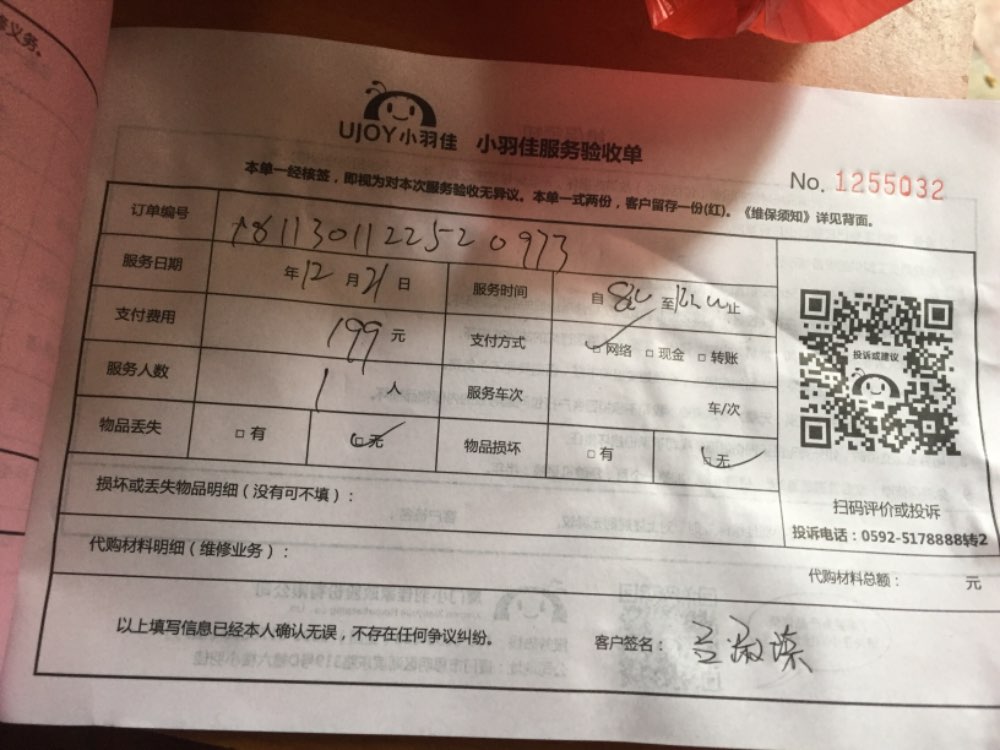 修义务。
UJOY小羽佳 小羽佳服务验收单
No. 1255032
本单一经核签，即视为对本次服务验收无异议。本单一式两份，客户留存一份(红)。《维保须知》详见背面。
订单编号
服务日期 年 12 月 21 日 服务时间 自 至 止
支付费用 199 元 支付方式 网络 现金 转账
服务人数 1 人 服务车次 车/次
物品丢失 有 无 物品损坏 有 无
投诉或建议
损坏或丢失物品明细（没有可不填）：
扫码评价或投诉
投诉电话：0592-5178888转2
代购材料明细（维修业务）：
代购材料总额： 元
以上填写信息已经本人确认无误，不存在任何争议纠纷。 客户签名：